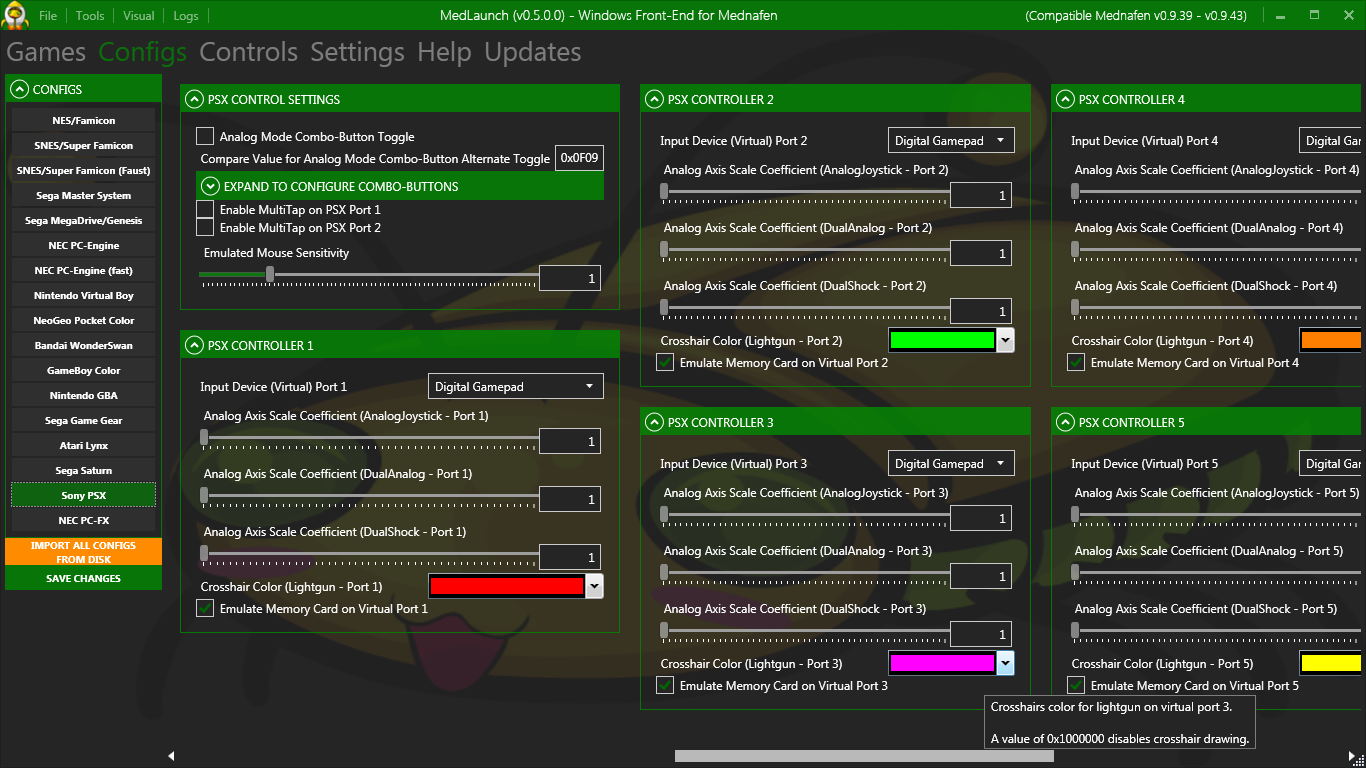 File Tools Visual Logs
MedLaunch (v0.5.0.0) - Windows Front-End for Mednafen
(Compatible Mednafen v0.9.39 - v0.9.43)
Games Configs Controls Settings Help Updates
CONFIGS
NES/Famicon
SNES/Super Famicon
SNES/Super Famicon (Faust)
Sega Master System
Sega MegaDrive/Genesis
NEC PC-Engine
NEC PC-Engine (fast)
Nintendo Virtual Boy
NeoGeo Pocket Color
Bandai WonderSwan
GameBoy Color
Nintendo GBA
Sega Game Gear
Atari Lynx
Sega Saturn
Sony PSX
NEC PC-FX
IMPORT ALL CONFIGS
FROM DISK
SAVE CHANGES
PSX CONTROL SETTINGS
Analog Mode Combo-Button Toggle
Compare Value for Analog Mode Combo-Button Alternate Toggle 0x0F09
EXPAND TO CONFIGURE COMBO-BUTTONS
Enable MultiTap on PSX Port 1
Enable MultiTap on PSX Port 2
Emulated Mouse Sensitivity
1
PSX CONTROLLER 1
Input Device (Virtual) Port 1 Digital Gamepad
Analog Axis Scale Coefficient (AnalogJoystick - Port 1)
1
Analog Axis Scale Coefficient (DualAnalog - Port 1)
1
Analog Axis Scale Coefficient (DualShock - Port 1)
1
Crosshair Color (Lightgun - Port 1)
Emulate Memory Card on Virtual Port 1
PSX CONTROLLER 2
Input Device (Virtual) Port 2 Digital Gamepad
Analog Axis Scale Coefficient (AnalogJoystick - Port 2)
1
Analog Axis Scale Coefficient (DualAnalog - Port 2)
1
Analog Axis Scale Coefficient (DualShock - Port 2)
1
Crosshair Color (Lightgun - Port 2)
Emulate Memory Card on Virtual Port 2
PSX CONTROLLER 3
Input Device (Virtual) Port 3 Digital Gamepad
Analog Axis Scale Coefficient (AnalogJoystick - Port 3)
1
Analog Axis Scale Coefficient (DualAnalog - Port 3)
1
Analog Axis Scale Coefficient (DualShock - Port 3)
1
Crosshair Color (Lightgun - Port 3)
Emulate Memory Card on Virtual Port 3
PSX CONTROLLER 4
Input Device (Virtual) Port 4 Digital Gar
Analog Axis Scale Coefficient (AnalogJoystick - Port 4)
Analog Axis Scale Coefficient (DualAnalog - Port 4)
Analog Axis Scale Coefficient (DualShock - Port 4)
Crosshair Color (Lightgun - Port 4)
Emulate Memory Card on Virtual Port 4
PSX CONTROLLER 5
Input Device (Virtual) Port 5 Digital Gar
Analog Axis Scale Coefficient (AnalogJoystick - Port 5)
Analog Axis Scale Coefficient (DualAnalog - Port 5)
Analog Axis Scale Coefficient (DualShock - Port 5)
Crosshair Color (Lightgun - Port 5)
Emulate Memory Card on Virtual Port 5
Crosshairs color for lightgun on virtual port 3.
A value of 0x1000000 disables crosshair drawing.